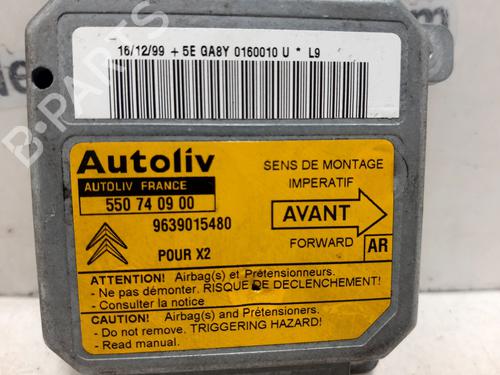 16/12/99 + 5E GA8Y 0160010 U * L9
Autoliv
AUTOLIV FRANCE
550 74 09 00
9639015480
POUR X2
SENS DE MONTAGE
IMPERATIF
AVANT
FORWARD
AR
ATTENTION! Airbag(s) et Prétensionneurs.
- Ne pas démonter. RISQUE DE DECLENCHEMENT!
- Consulter la notice
CAUTION! Airbag(s) and Pretensionners.
- Do not remove. TRIGGERING HAZARD!
- Read manual.
B-PARTS